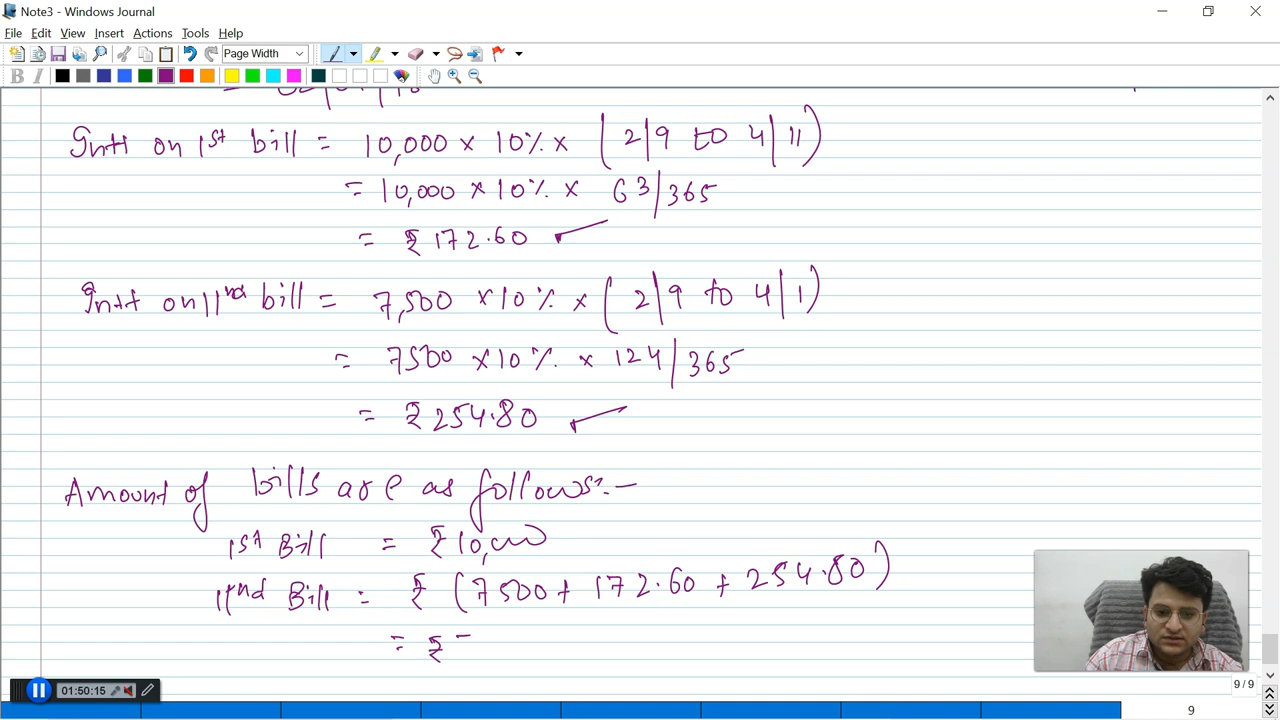 Note3 - Windows Journal
File Edit View Insert Actions Tools Help
Page Width
B I
Intt on 1st bill = 10,000 x 10% x (2/9 to 4/11)
= 10,000 x 10% x 63/365
= ₹172.60
Intt on IInd bill = 7,500 x 10% x (2/9 to 4/1)
= 7500 x 10% x 124/365
= ₹254.80
Amount of bills are as follows:-
1st Bill = ₹10,000
IInd Bill = ₹(7500 + 172.60 + 254.80)
= ₹
01:50:15
9/9
9